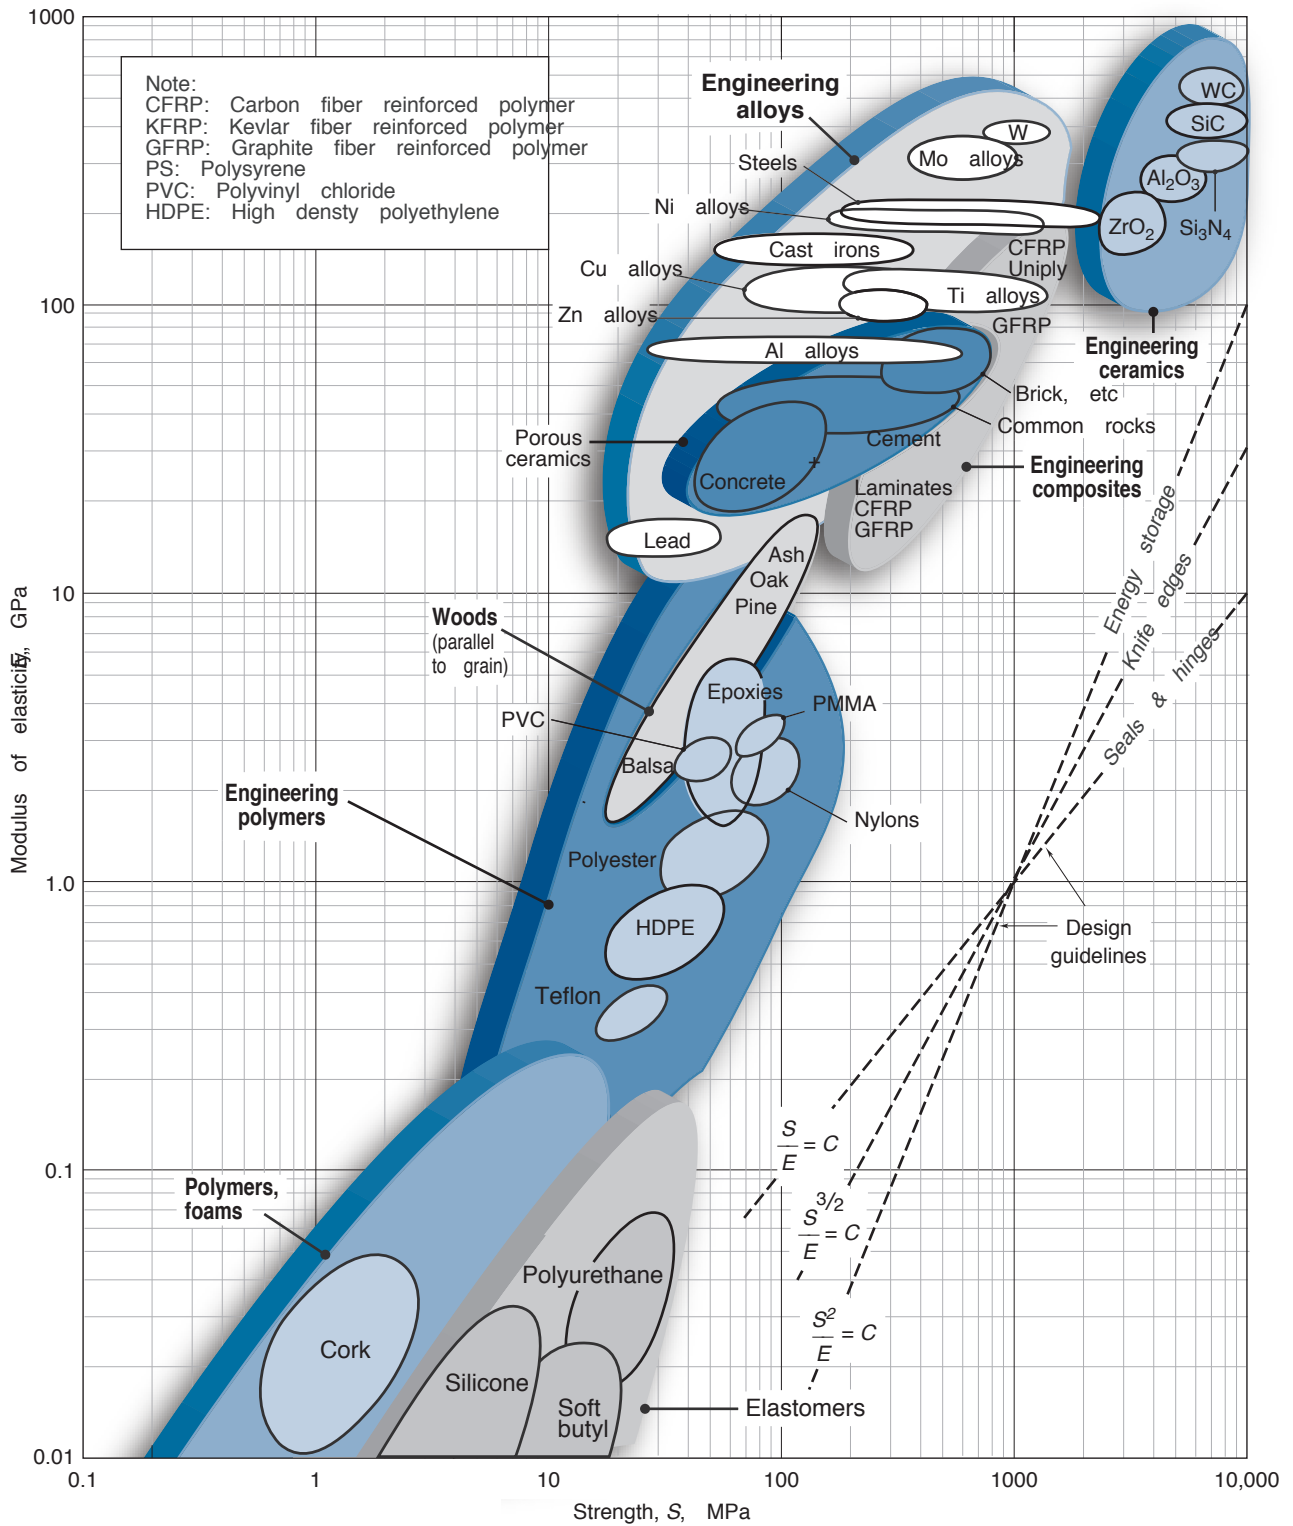 1000
100
10
1.0
0.1
0.01
Modulus of elasticity, GPa
Note:
CFRP: Carbon fiber reinforced polymer
KFRP: Kevlar fiber reinforced polymer
GFRP: Graphite fiber reinforced polymer
PS: Polysyrene
PVC: Polyvinyl chloride
HDPE: High densty polyethylene
Engineering
alloys
Steels
Ni alloys
Cast irons
Cu alloys
Zn alloys
Al alloys
Ti alloys
W
Mo alloys
WC
SiC
Al2O3
ZrO2
Si3N4
CFRP
Uniply
GFRP
Engineering
ceramics
Brick, etc
Common rocks
Cement
Concrete
Porous
ceramics
Engineering
composites
Laminates
CFRP
GFRP
Lead
Ash
Oak
Pine
Woods
(parallel
to grain)
Balsa
Epoxies
PVC
PMMA
Nylons
Engineering
polymers
Polyester
HDPE
Teflon
Energy storage
Knife edges
Seals & hinges
Design
guidelines
S/E = C
S^3/2/E = C
S²/E = C
Polymers,
foams
Cork
Polyurethane
Silicone
Soft
butyl
Elastomers
0.1
1
10
100
1000
10,000
Strength, S, MPa